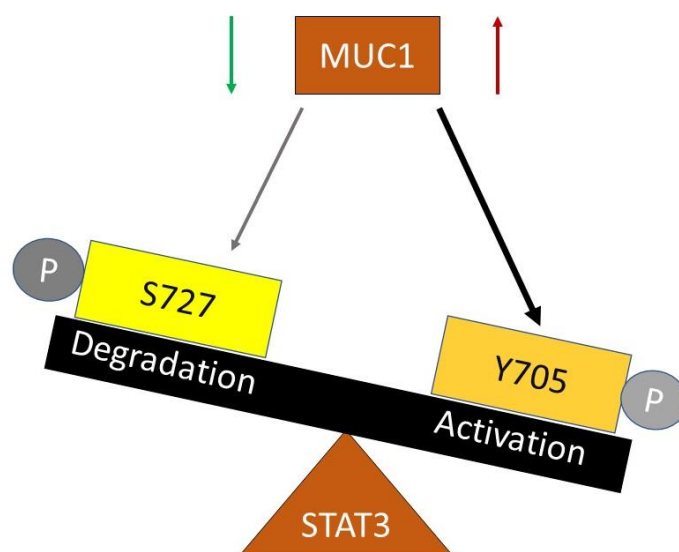 MUC1
P
S727
Degradation
Y705
P
Activation
STAT3